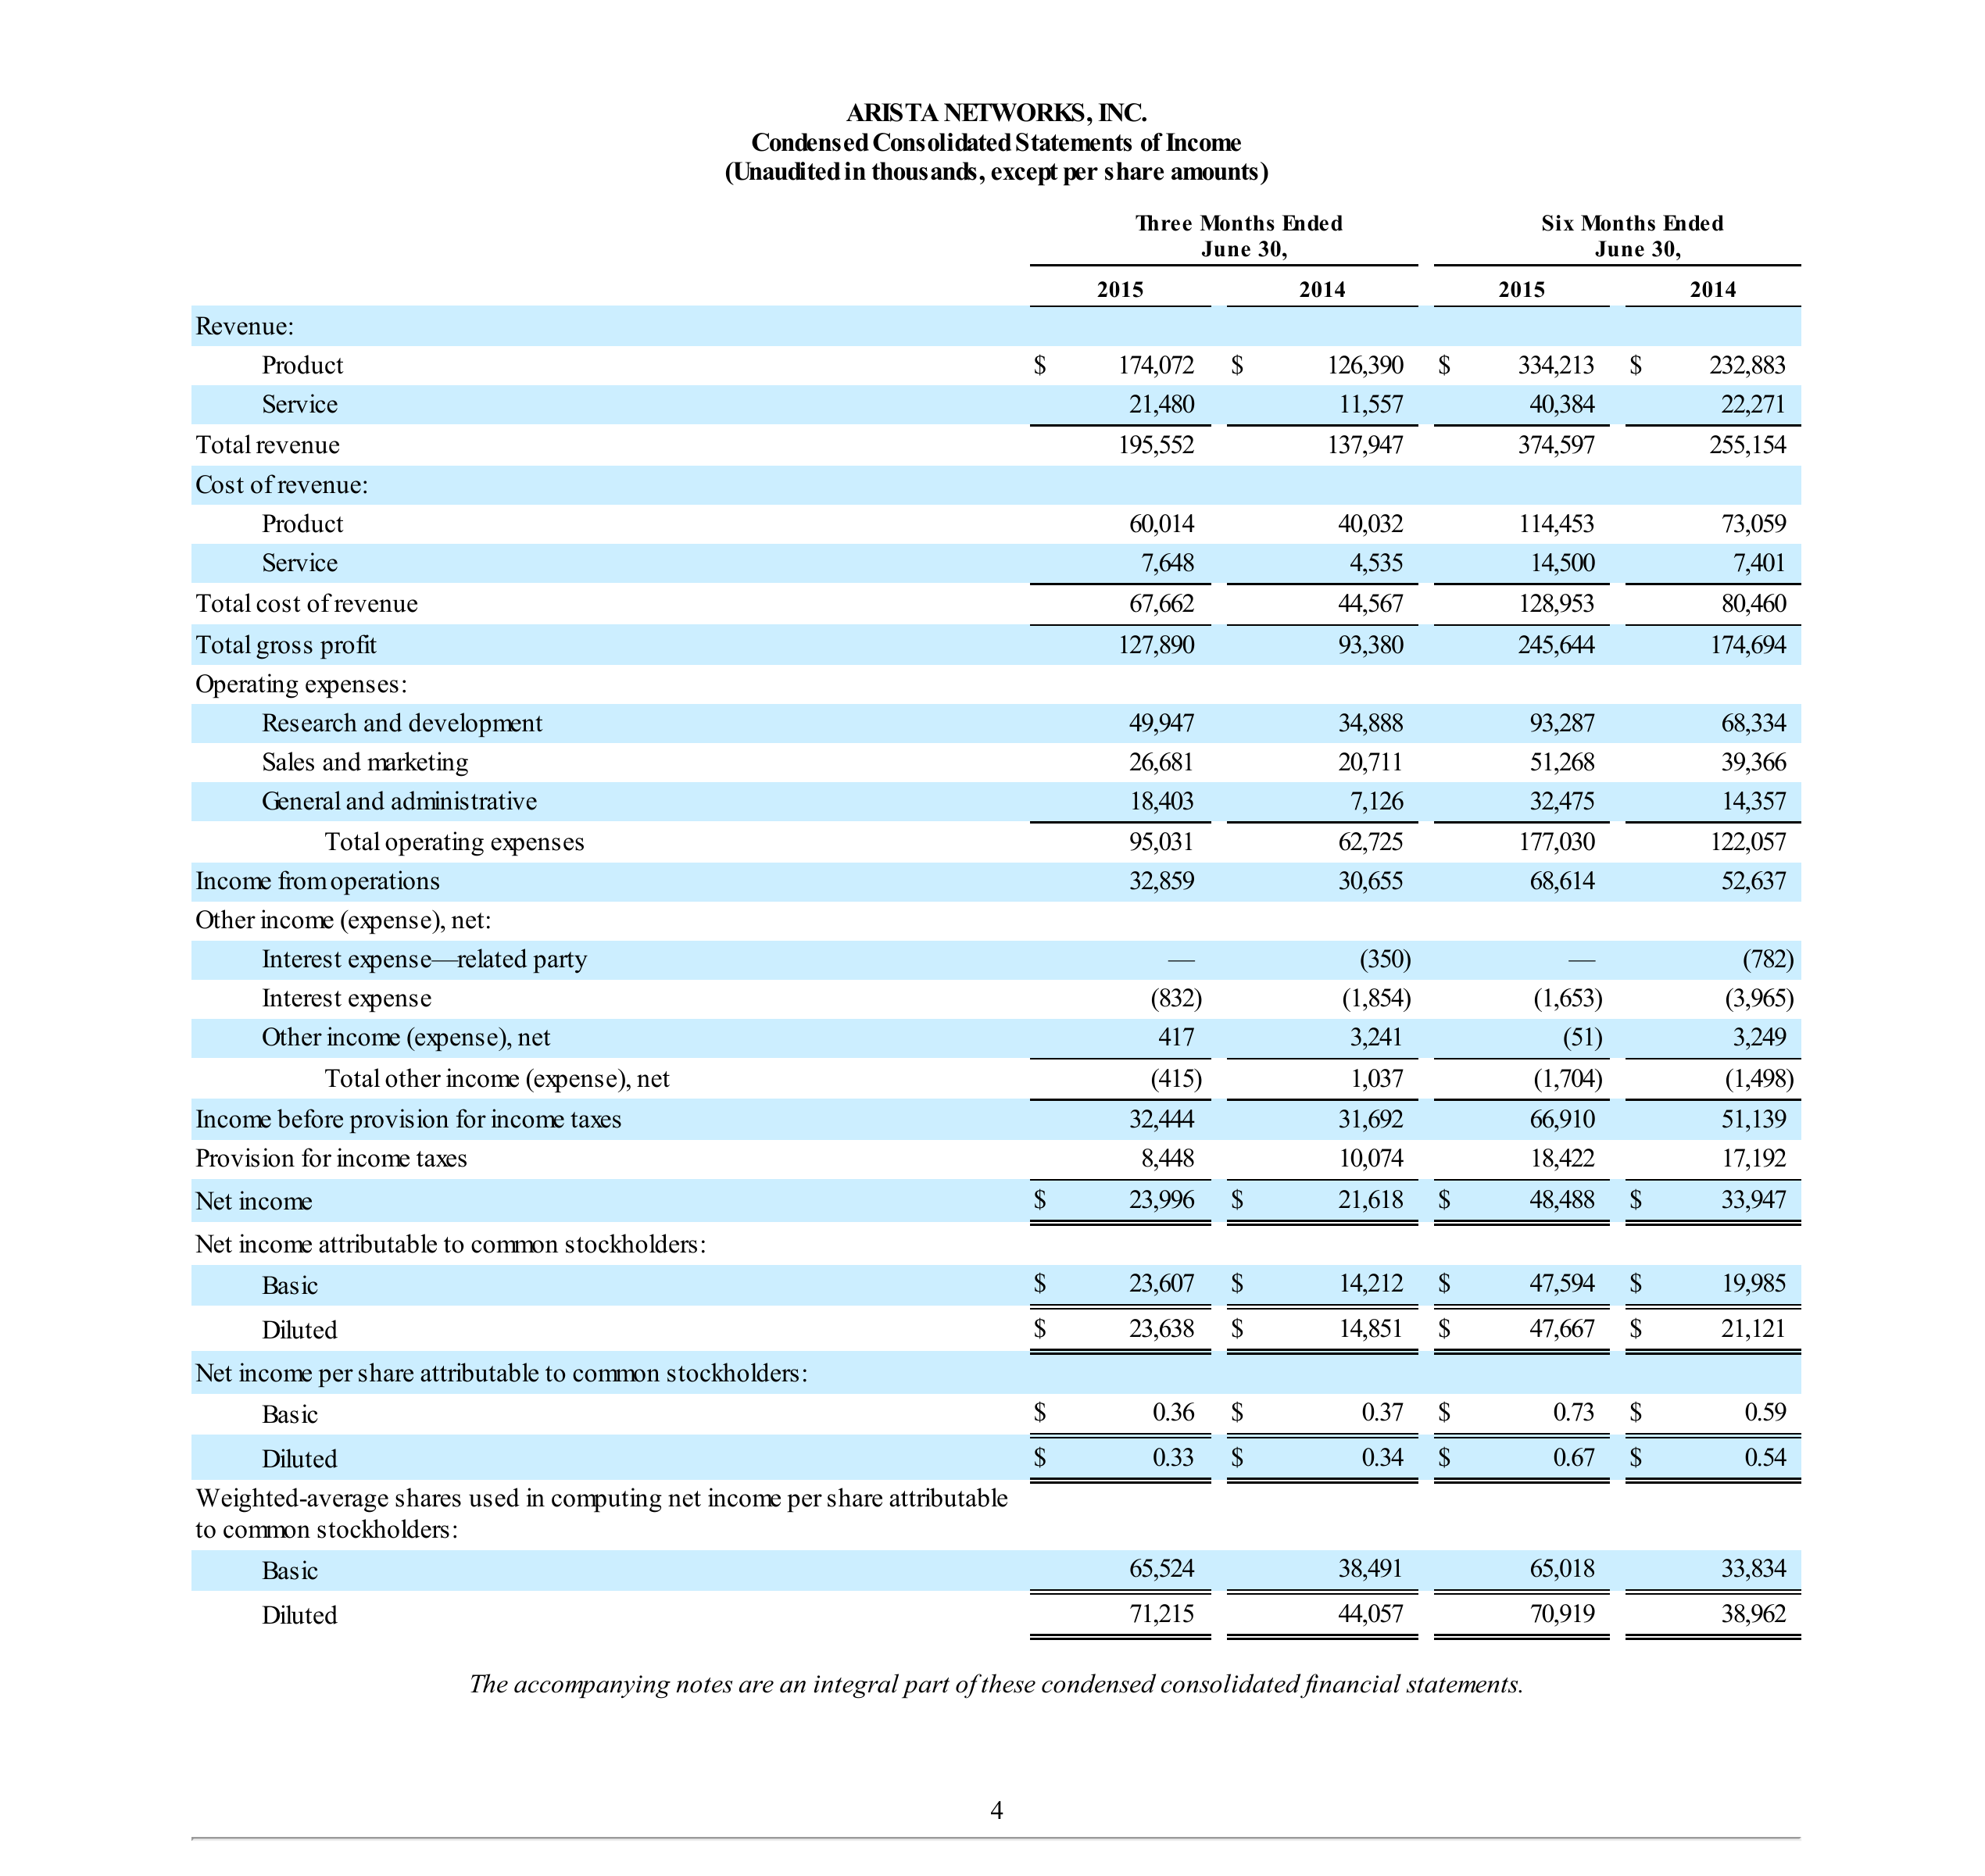 ARISTA NETWORKS, INC.
Condensed Consolidated Statements of Income
(Unaudited in thousands, except per share amounts)
Three Months Ended Six Months Ended
June 30, June 30,
2015 2014 2015 2014
Revenue:
Product $ 174,072 $ 126,390 $ 334,213 $ 232,883
Service 21,480 11,557 40,384 22,271
Total revenue 195,552 137,947 374,597 255,154
Cost of revenue:
Product 60,014 40,032 114,453 73,059
Service 7,648 4,535 14,500 7,401
Total cost of revenue 67,662 44,567 128,953 80,460
Total gross profit 127,890 93,380 245,644 174,694
Operating expenses:
Research and development 49,947 34,888 93,287 68,334
Sales and marketing 26,681 20,711 51,268 39,366
General and administrative 18,403 7,126 32,475 14,357
Total operating expenses 95,031 62,725 177,030 122,057
Income from operations 32,859 30,655 68,614 52,637
Other income (expense), net:
Interest expense—related party — (350) — (782)
Interest expense (832) (1,854) (1,653) (3,965)
Other income (expense), net 417 3,241 (51) 3,249
Total other income (expense), net (415) 1,037 (1,704) (1,498)
Income before provision for income taxes 32,444 31,692 66,910 51,139
Provision for income taxes 8,448 10,074 18,422 17,192
Net income $ 23,996 $ 21,618 $ 48,488 $ 33,947
Net income attributable to common stockholders:
Basic $ 23,607 $ 14,212 $ 47,594 $ 19,985
Diluted $ 23,638 $ 14,851 $ 47,667 $ 21,121
Net income per share attributable to common stockholders:
Basic $ 0.36 $ 0.37 $ 0.73 $ 0.59
Diluted $ 0.33 $ 0.34 $ 0.67 $ 0.54
Weighted-average shares used in computing net income per share attributable
to common stockholders:
Basic 65,524 38,491 65,018 33,834
Diluted 71,215 44,057 70,919 38,962
The accompanying notes are an integral part of these condensed consolidated financial statements.
4